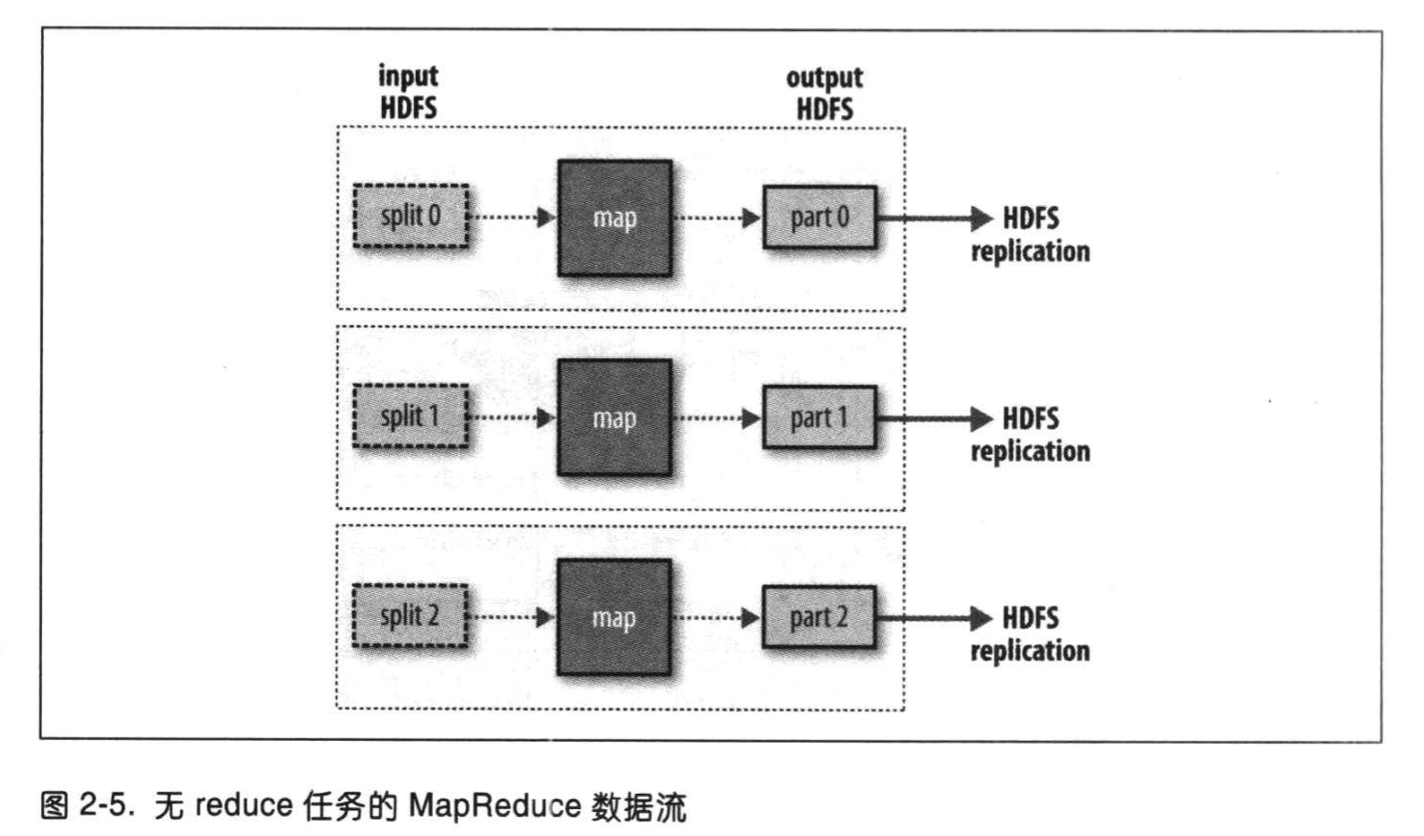 input
HDFS
output
HDFS
split 0
map
part 0
HDFS
replication
split 1
map
part 1
HDFS
replication
split 2
map
part 2
HDFS
replication
图 2-5. 无 reduce 任务的 MapReduce 数据流